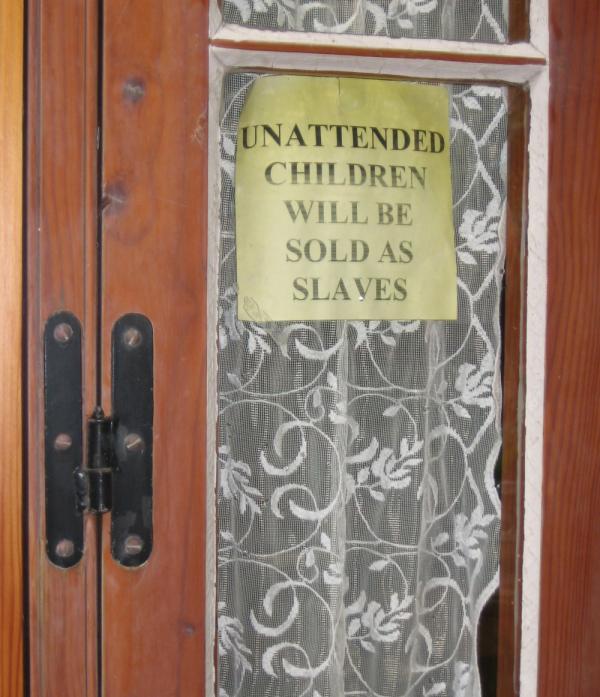 UNATTENDED
CHILDREN
WILL BE
SOLD AS
SLAVES